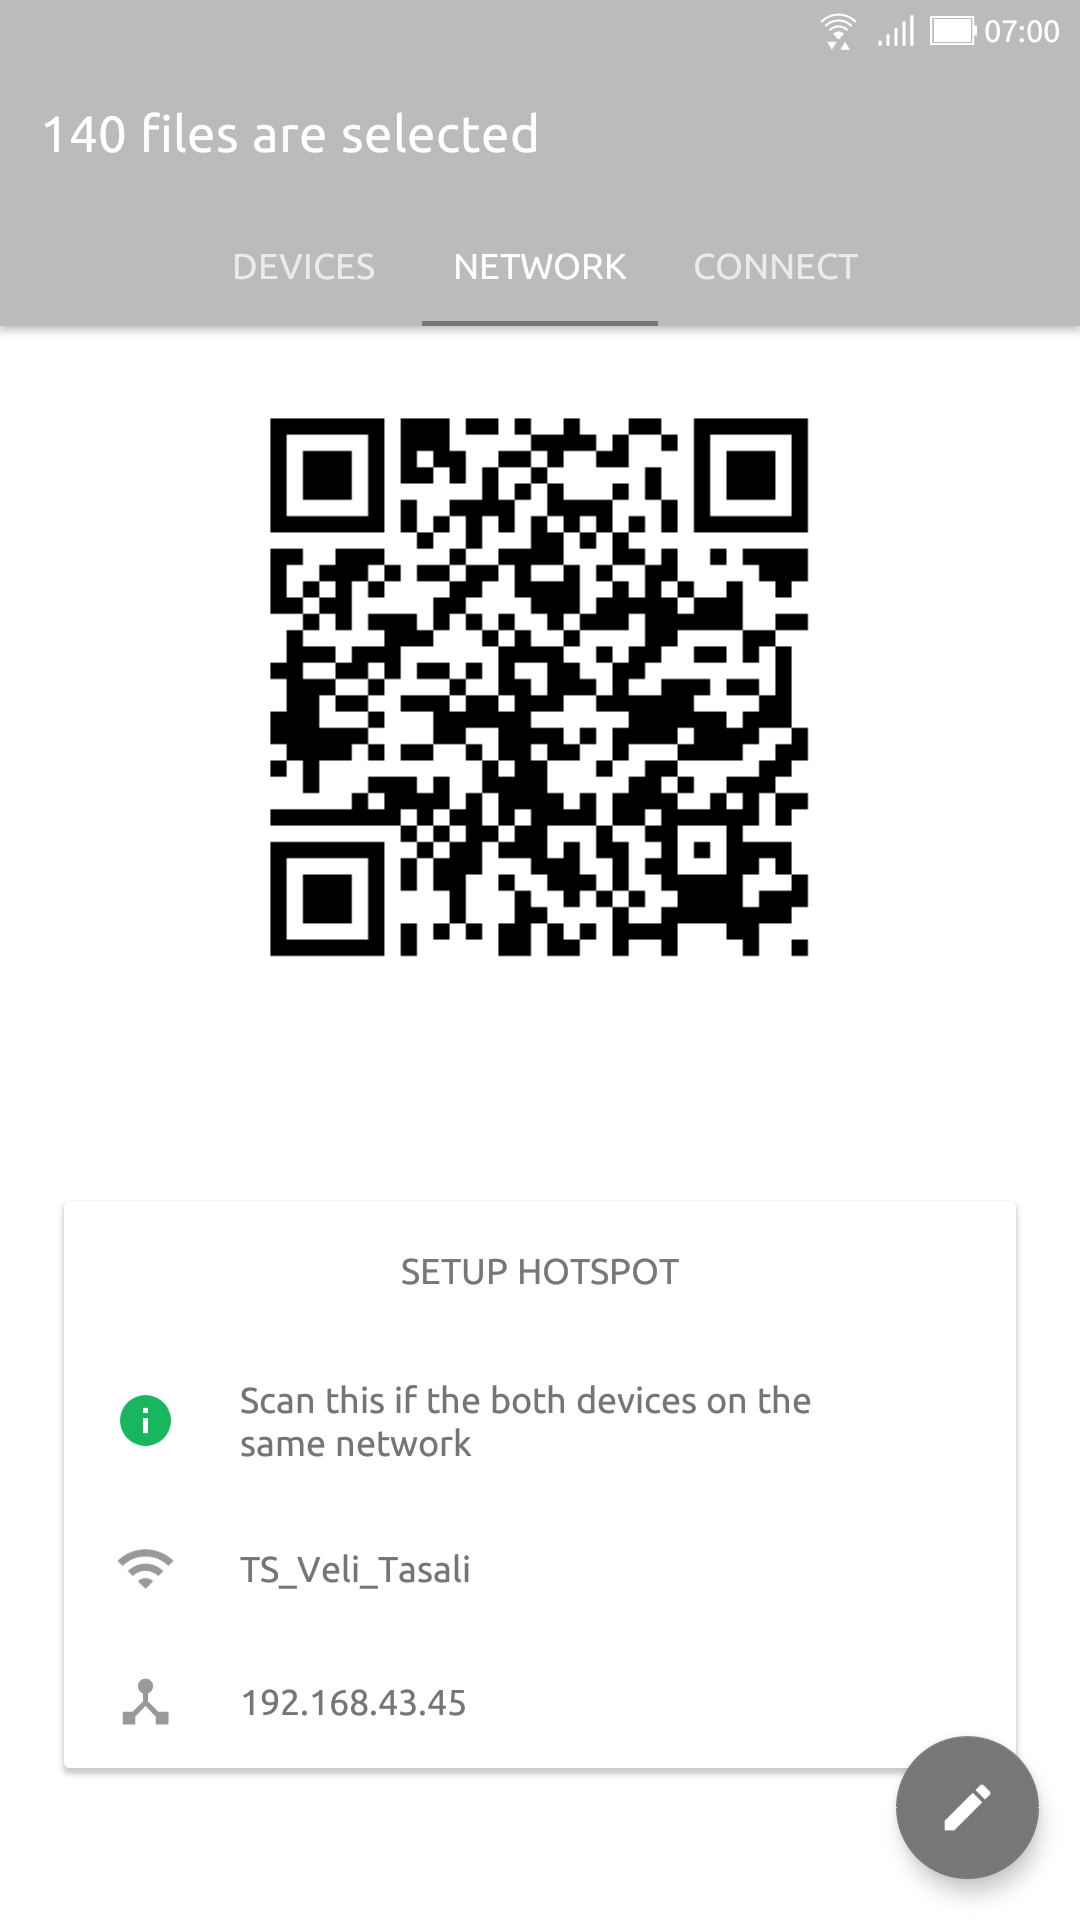 07:00
140 files are selected
DEVICES NETWORK CONNECT
SETUP HOTSPOT
Scan this if the both devices on the
same network
TS_Veli_Tasali
192.168.43.45